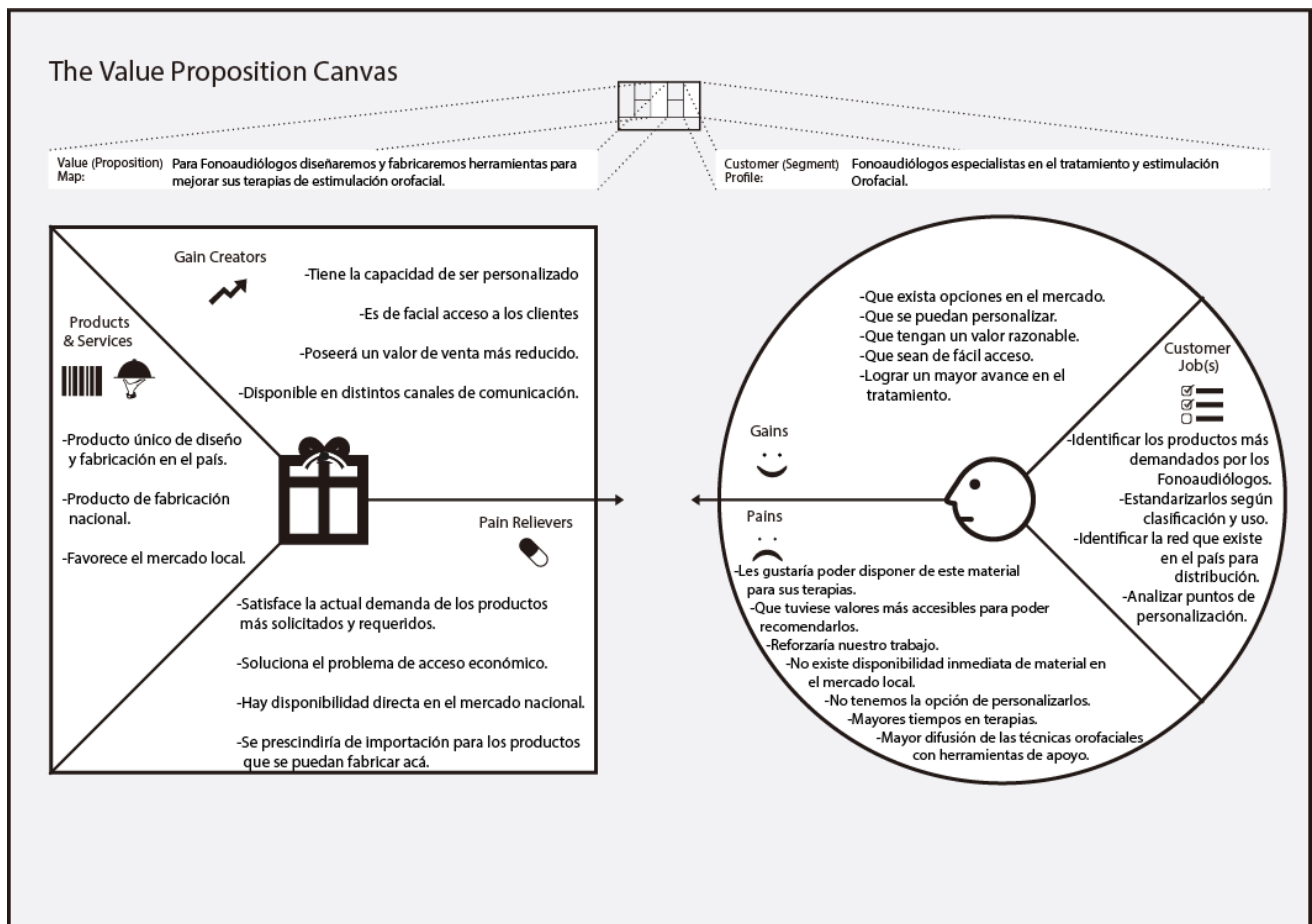 The Value Proposition Canvas
Value (Proposition)
Map:
Para Fonoaudiólogos diseñaremos y fabricaremos herramientas para
mejorar sus terapias de estimulación orofacial.
Customer (Segment)
Profile:
Fonoaudiólogos especialistas en el tratamiento y estimulación
Orofacial.
Gain Creators
-Tiene la capacidad de ser personalizado
-Es de facial acceso a los clientes
-Poseerá un valor de venta más reducido.
-Disponible en distintos canales de comunicación.
Products
& Services
-Producto único de diseño
y fabricación en el país.
-Producto de fabricación
nacional.
-Favorece el mercado local.
Pain Relievers
-Satisface la actual demanda de los productos
más solicitados y requeridos.
-Soluciona el problema de acceso económico.
-Hay disponibilidad directa en el mercado nacional.
-Se prescindiría de importación para los productos
que se puedan fabricar acá.
-Que exista opciones en el mercado.
-Que se puedan personalizar.
-Que tengan un valor razonable.
-Que sean de fácil acceso.
-Lograr un mayor avance en el
tratamiento.
Gains
Customer
Job(s)
-Identificar los productos más
demandados por los
Fonoaudiólogos.
-Estandarizarlos según
clasificación y uso.
-Identificar la red que existe
en el país para
distribución.
-Analizar puntos de
personalización.
Pains
-Les gustaría poder disponer de este material
para sus terapias.
-Que tuviese valores más accesibles para poder
recomendarlos.
-Reforzaría nuestro trabajo.
-No existe disponibilidad inmediata de material en
el mercado local.
-No tenemos la opción de personalizarlos.
-Mayores tiempos en terapias.
-Mayor difusión de las técnicas orofaciales
con herramientas de apoyo.